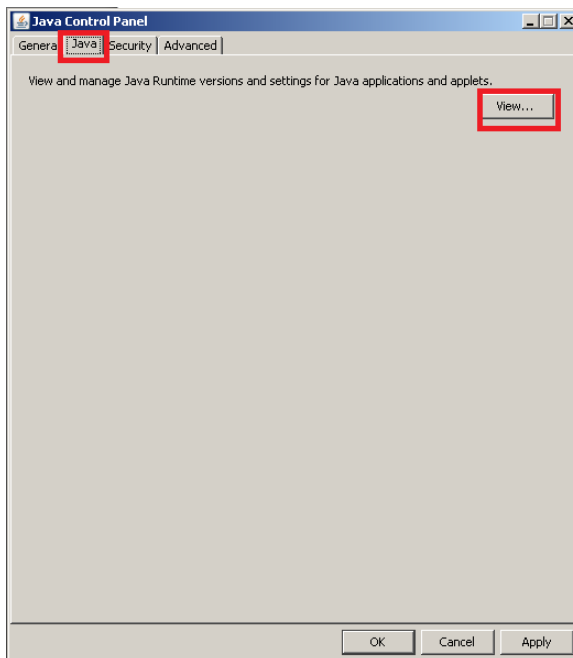 Java Control Panel
General Java Security Advanced
View and manage Java Runtime versions and settings for Java applications and applets.
View...
OK Cancel Apply